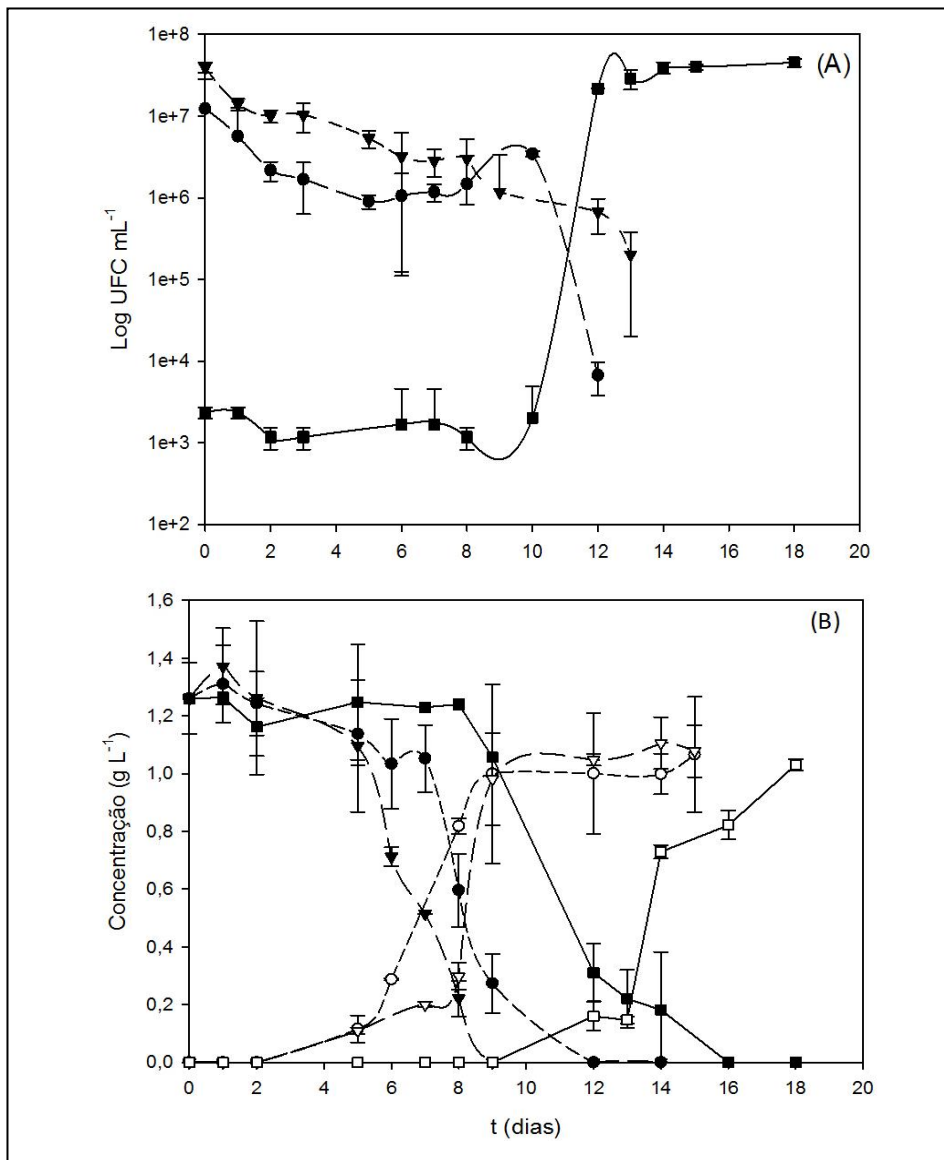 (A)
1e+8
1e+7
1e+6
1e+5
1e+4
1e+3
1e+2
Log UFC mL⁻¹
0 2 4 6 8 10 12 14 16 18 20
(B)
1,6
1,4
1,2
1,0
0,8
0,6
0,4
0,2
0,0
Concentração (g L⁻¹)
0 2 4 6 8 10 12 14 16 18 20
t (dias)